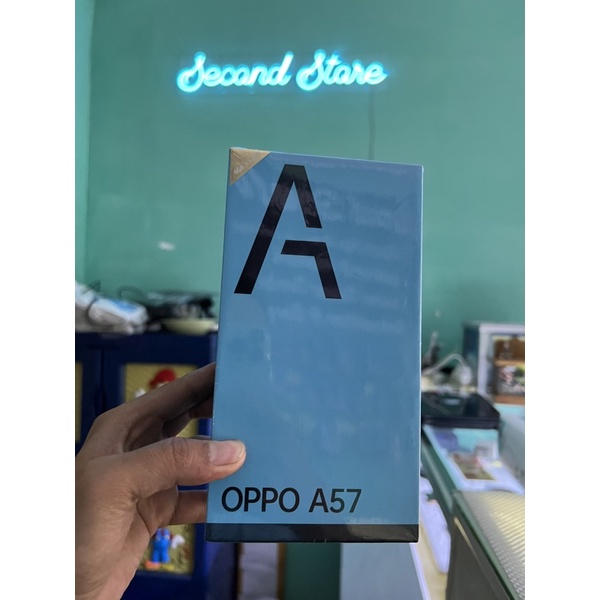 Second Store
A
OPPO A57